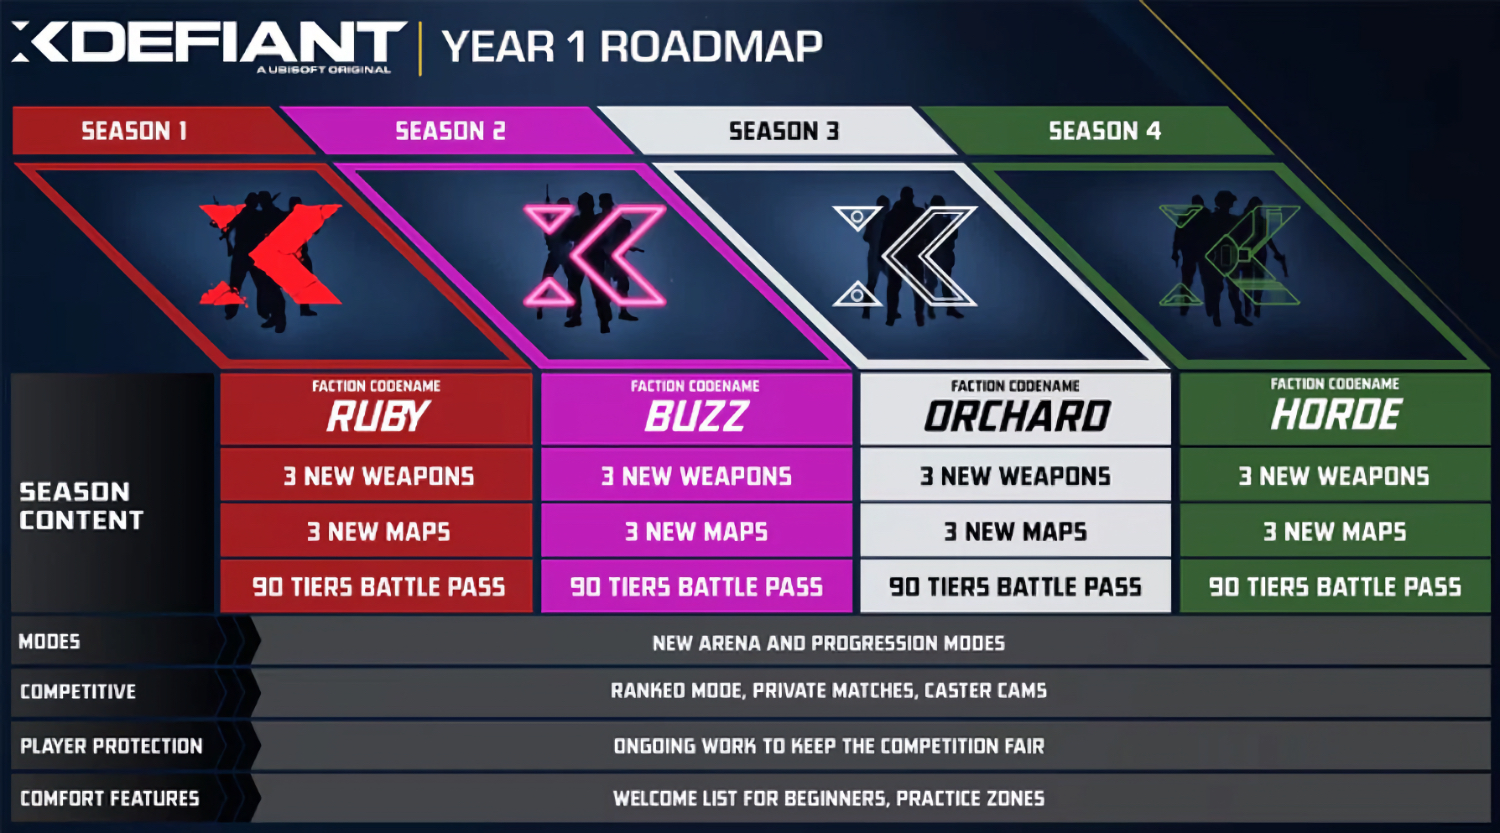 XDEFIANT
A UBISOFT ORIGINAL
YEAR 1 ROADMAP
SEASON 1
SEASON 2
SEASON 3
SEASON 4
SEASON
CONTENT
FACTION CODENAME
RUBY
3 NEW WEAPONS
3 NEW MAPS
90 TIERS BATTLE PASS
FACTION CODENAME
BUZZ
3 NEW WEAPONS
3 NEW MAPS
90 TIERS BATTLE PASS
FACTION CODENAME
ORCHARD
3 NEW WEAPONS
3 NEW MAPS
90 TIERS BATTLE PASS
FACTION CODENAME
HORDE
3 NEW WEAPONS
3 NEW MAPS
90 TIERS BATTLE PASS
MODES
NEW ARENA AND PROGRESSION MODES
COMPETITIVE
RANKED MODE, PRIVATE MATCHES, CASTER CAMS
PLAYER PROTECTION
ONGOING WORK TO KEEP THE COMPETITION FAIR
COMFORT FEATURES
WELCOME LIST FOR BEGINNERS, PRACTICE ZONES